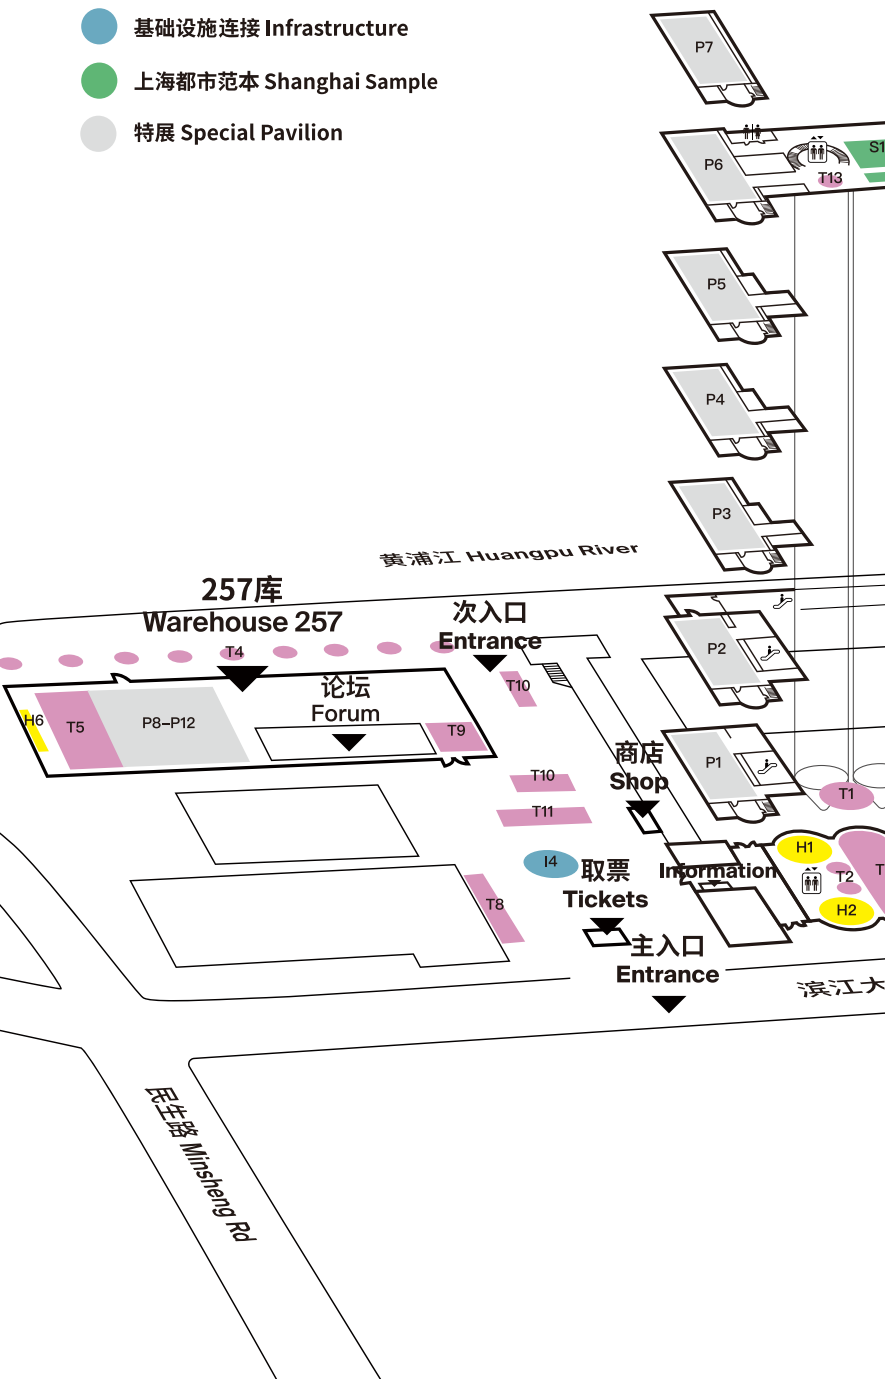 基础设施连接 Infrastructure
上海都市范本 Shanghai Sample
特展 Special Pavilion
P7
P6
S1
T13
P5
P4
P3
黄浦江 Huangpu River
257库
Warehouse 257
次入口
Entrance
T4
P2
论坛
Forum
T10
H6
T5
P8–P12
T9
商店
Shop
P1
T10
T1
T11
H1
I4
取票
Tickets
Information
T2
T
T8
H2
主入口
Entrance
滨江大
民生路 Minsheng Rd